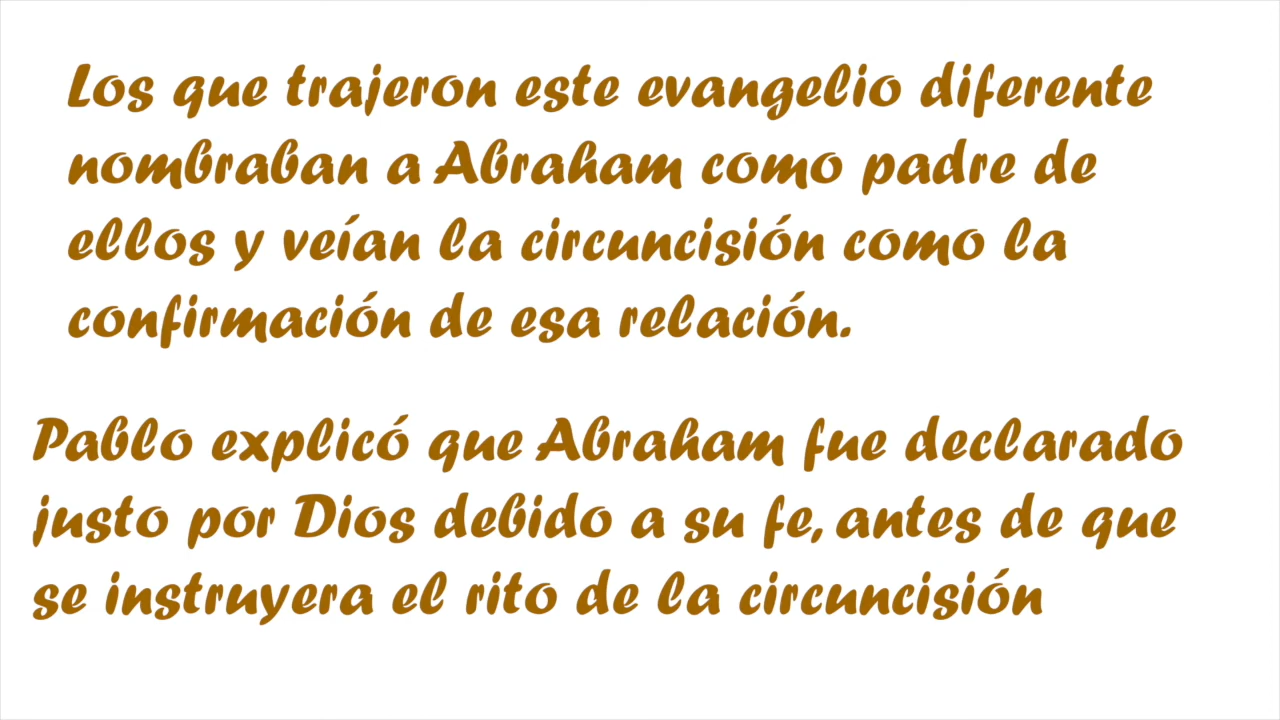 Los que trajeron este evangelio diferente
nombraban a Abraham como padre de
ellos y veían la circuncisión como la
confirmación de esa relación.
Pablo explicó que Abraham fue declarado
justo por Dios debido a su fe, antes de que
se instruyera el rito de la circuncisión